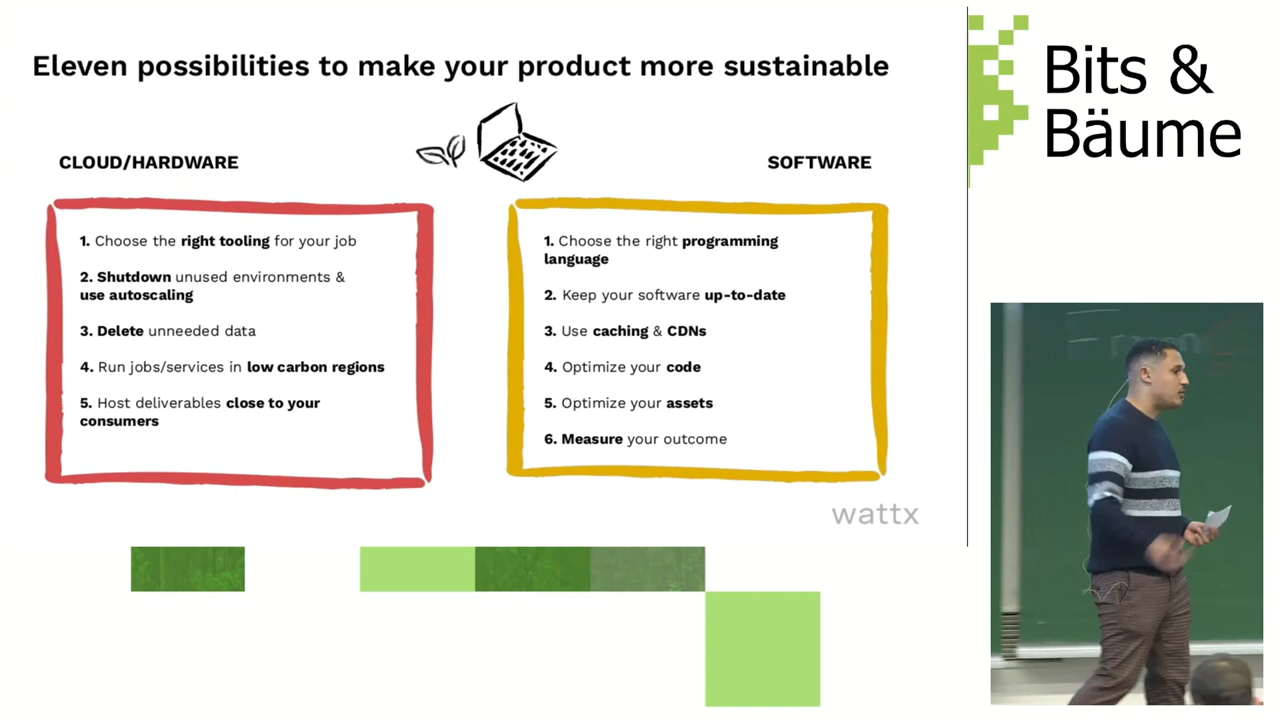 Eleven possibilities to make your product more sustainable
CLOUD/HARDWARE
1. Choose the right tooling for your job
2. Shutdown unused environments &
use autoscaling
3. Delete unneeded data
4. Run jobs/services in low carbon regions
5. Host deliverables close to your
consumers
SOFTWARE
1. Choose the right programming
language
2. Keep your software up-to-date
3. Use caching & CDNs
4. Optimize your code
5. Optimize your assets
6. Measure your outcome
wattx
Bits &
Bäume